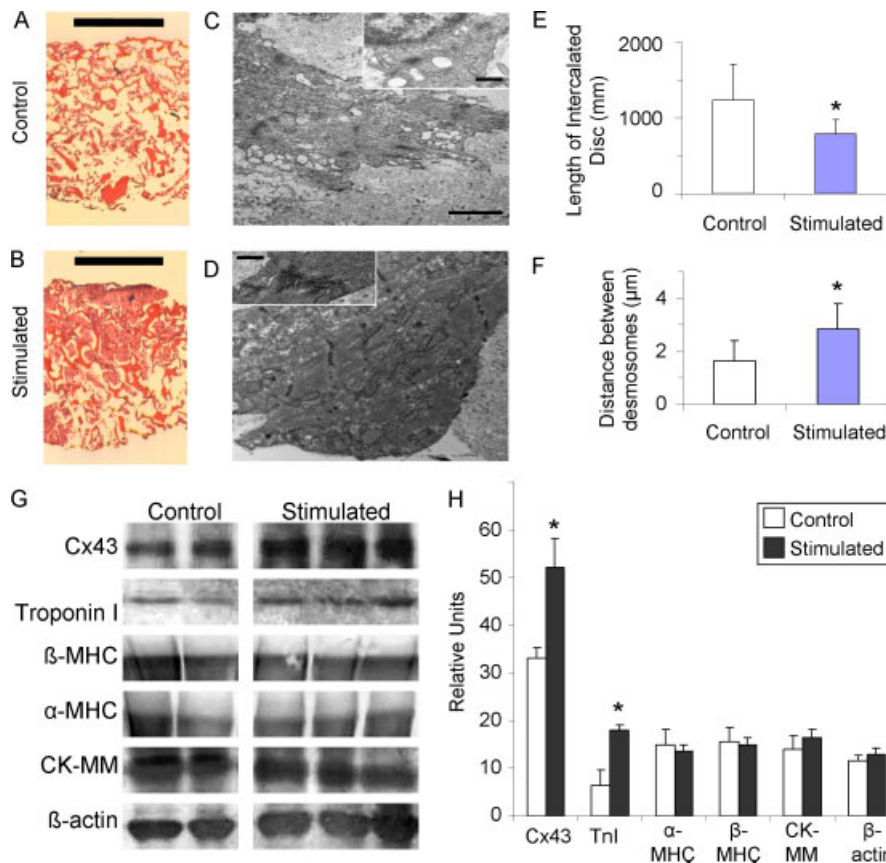 A
Control
C
E
Length of Intercalated
Disc (mm)
2000
1000
0
Control
Stimulated
*
B
Stimulated
D
F
Distance between
desmosomes (µm)
4
2
0
Control
Stimulated
*
G
Control
Stimulated
Cx43
Troponin I
ß-MHC
α-MHC
CK-MM
ß-actin
H
Relative Units
60
50
40
30
20
10
0
*
*
Control
Stimulated
Cx43
TnI
α-
MHC
β-
MHC
CK-
MM
β-
actin